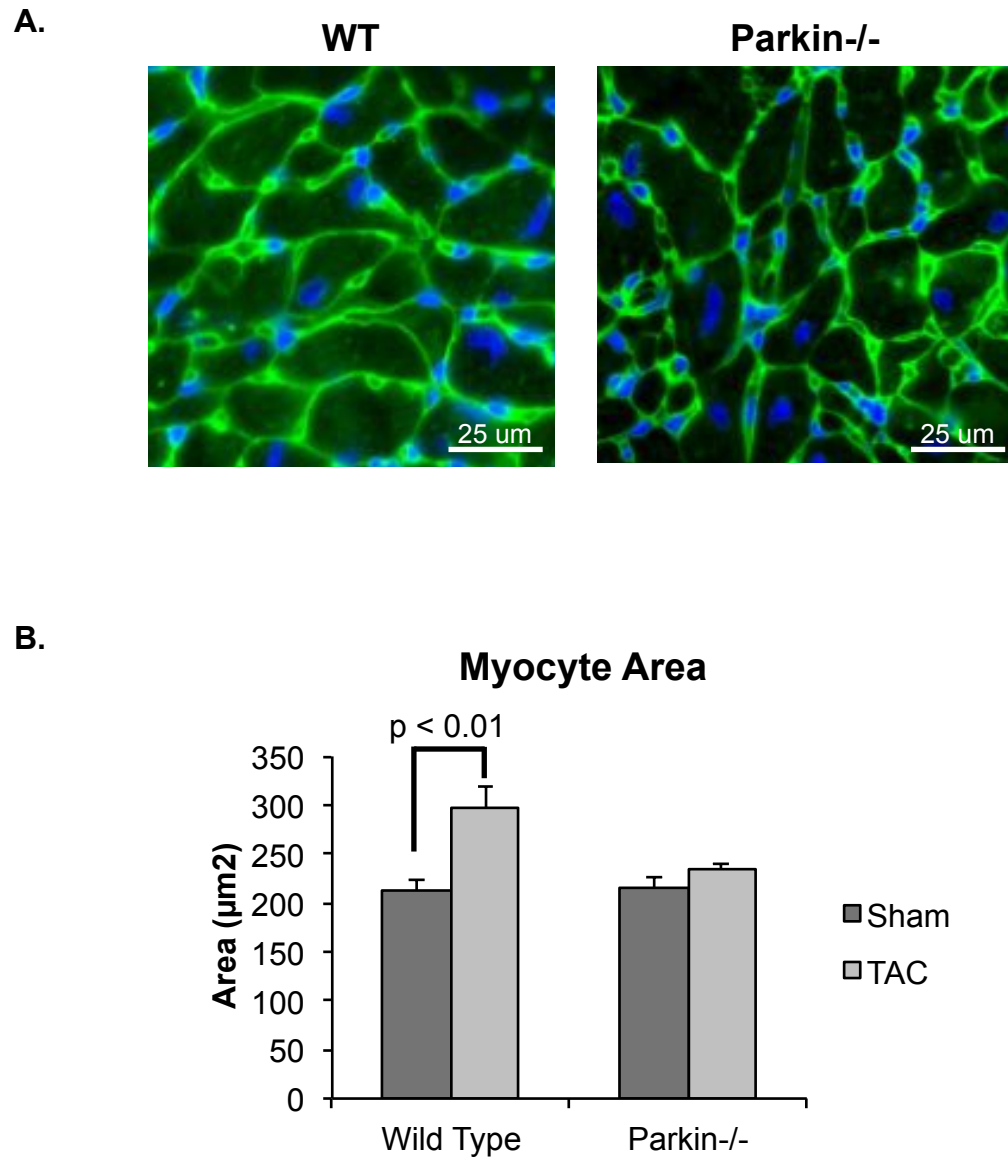 A.
WT
Parkin-/-
25 um
25 um
B.
Myocyte Area
p < 0.01
350
300
250
200
150
100
50
0
Area (µm2)
Sham
TAC
Wild Type
Parkin-/-